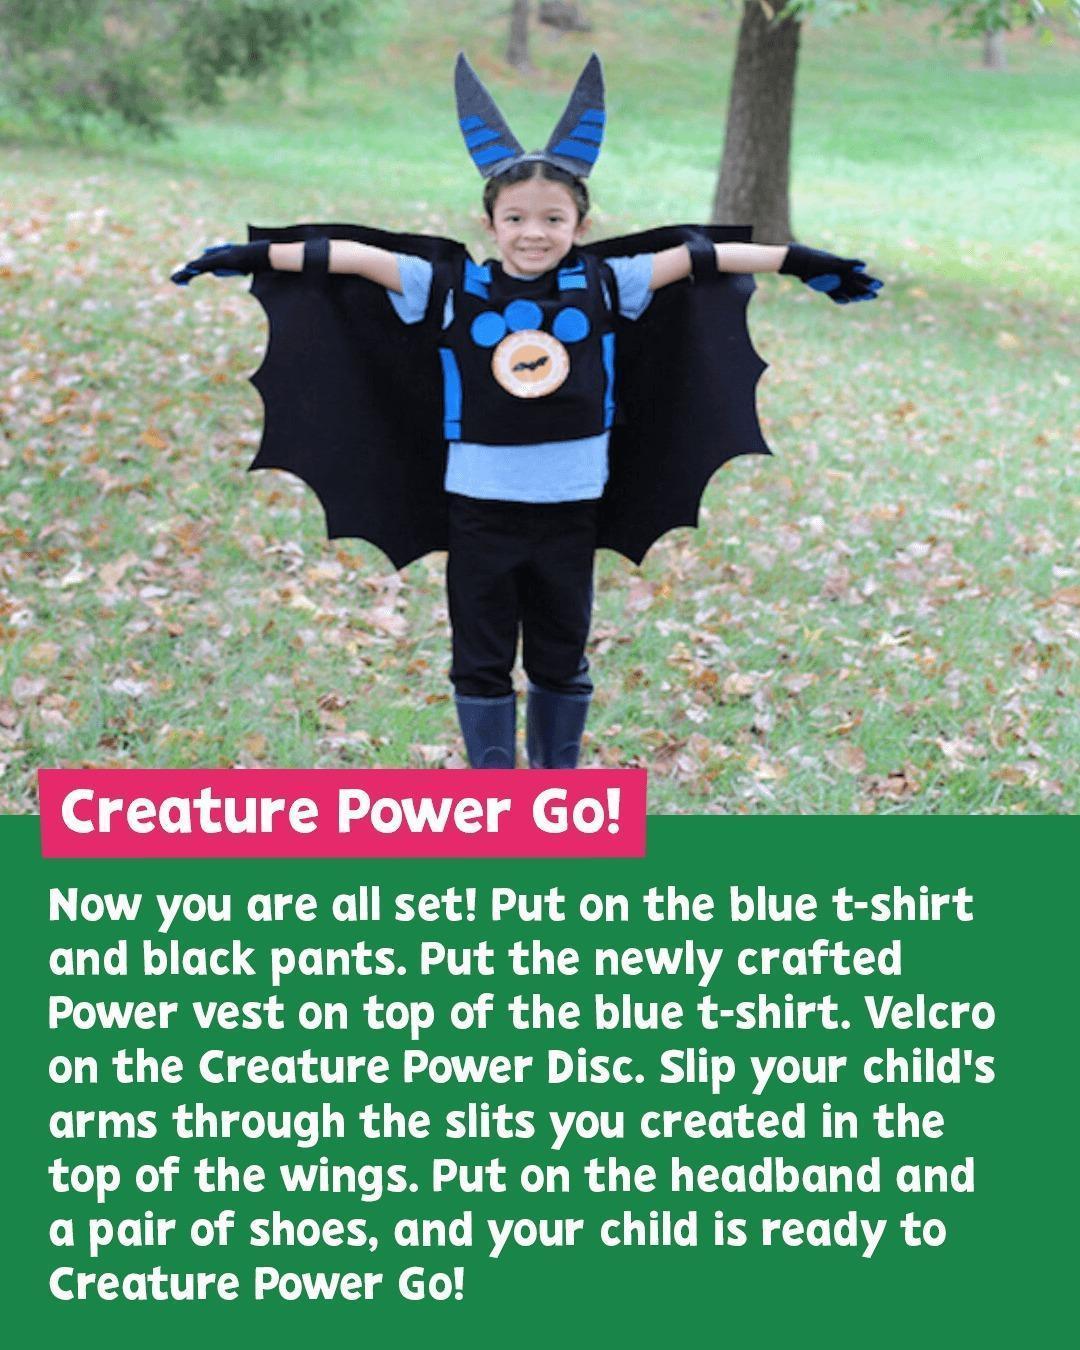 Creature Power Go!
Now you are all set! Put on the blue t-shirt
and black pants. Put the newly crafted
Power vest on top of the blue t-shirt. Velcro
on the Creature Power Disc. Slip your child's
arms through the slits you created in the
top of the wings. Put on the headband and
a pair of shoes, and your child is ready to
Creature Power Go!